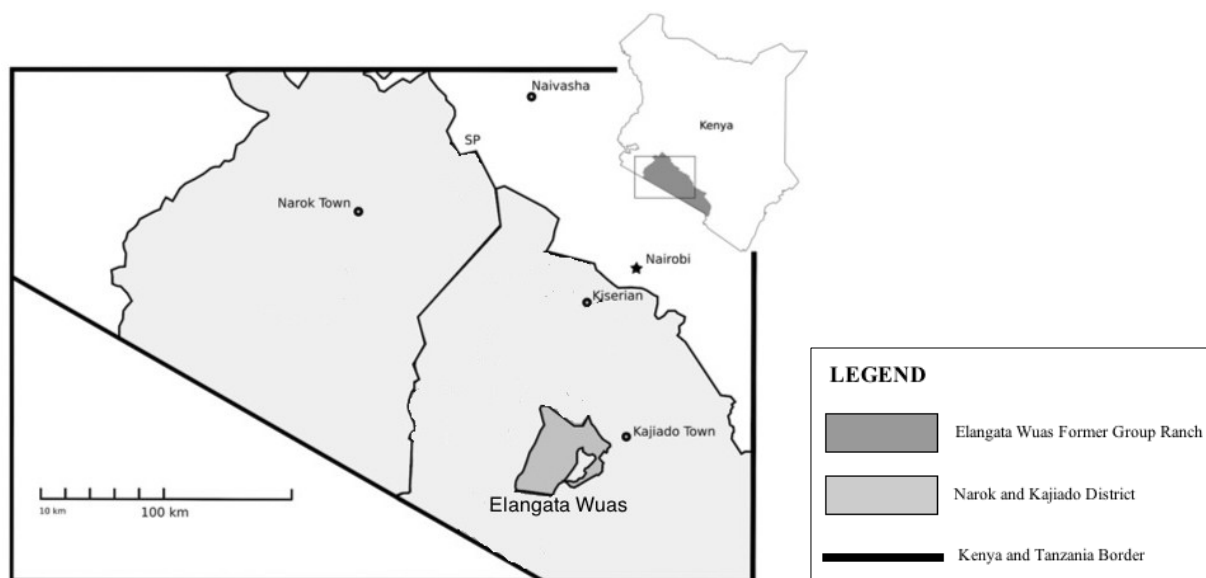 Naivasha
Kenya
SP
Narok Town
Nairobi
Kiserian
Kajiado Town
Elangata Wuas
10 km
100 km
LEGEND
Elangata Wuas Former Group Ranch
Narok and Kajiado District
Kenya and Tanzania Border